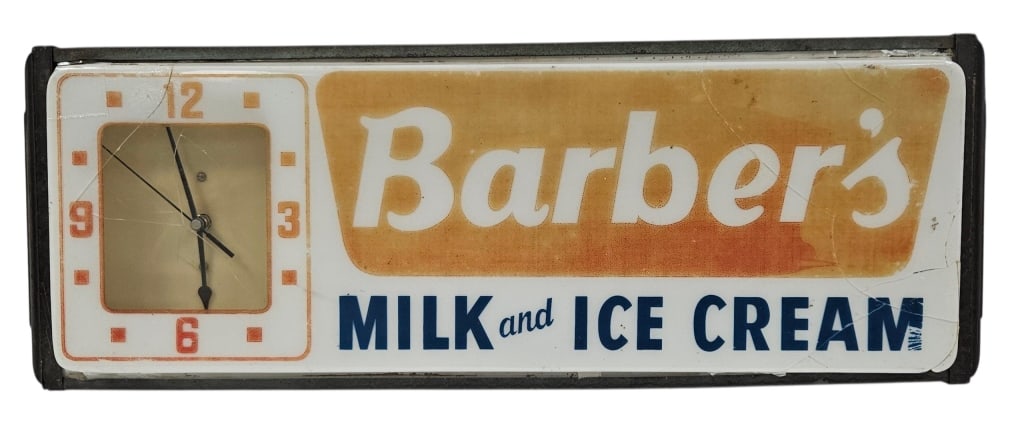 12
9
3
6
Barber's
MILK and ICE CREAM